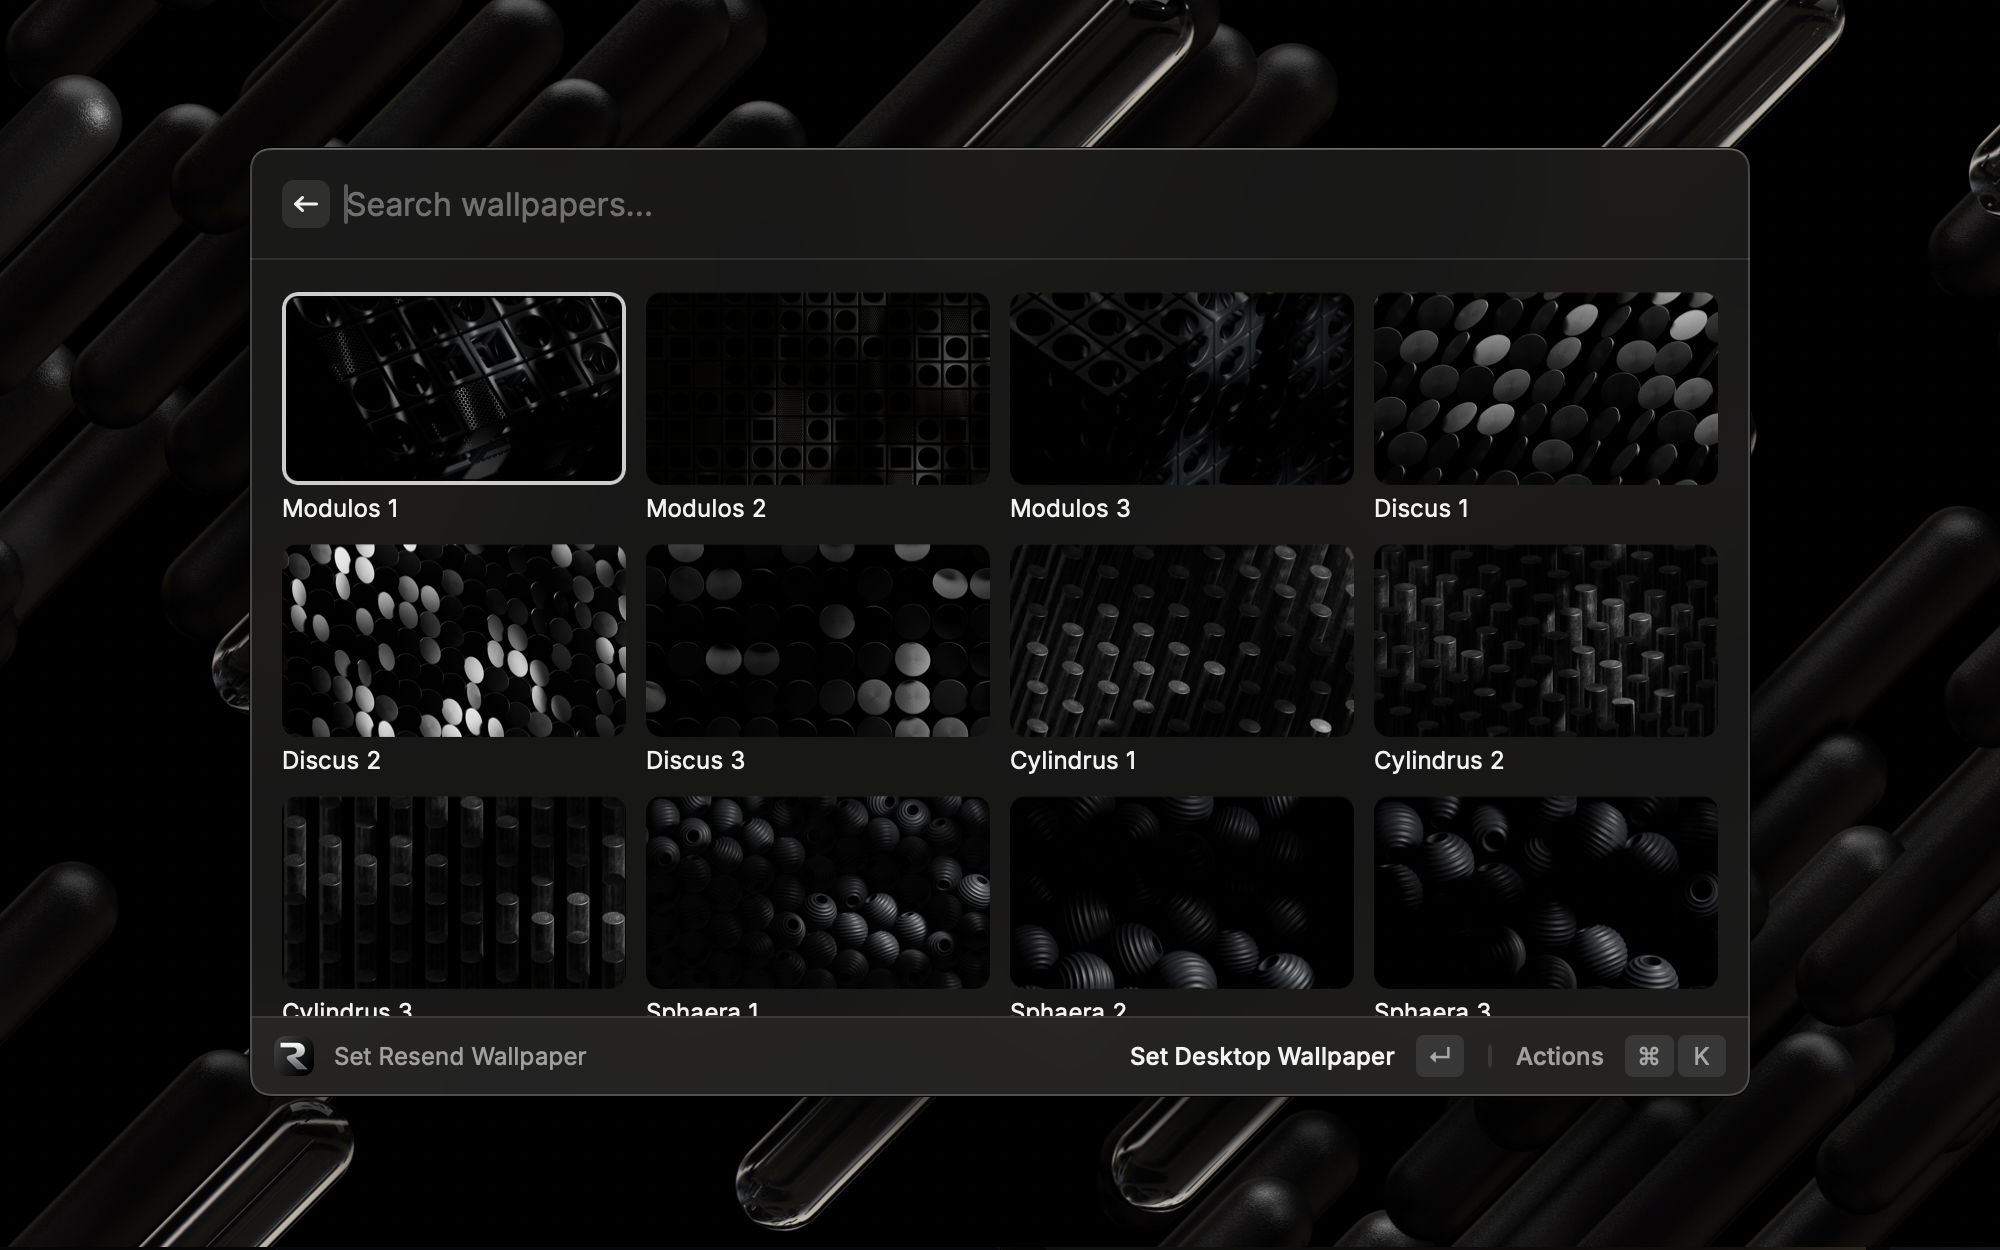 Search wallpapers...
Modulos 1
Modulos 2
Modulos 3
Discus 1
Discus 2
Discus 3
Cylindrus 1
Cylindrus 2
Cylindrus 3
Sphaera 1
Sphaera 2
Sphaera 3
Set Resend Wallpaper
Set Desktop Wallpaper
Actions
⌘
K